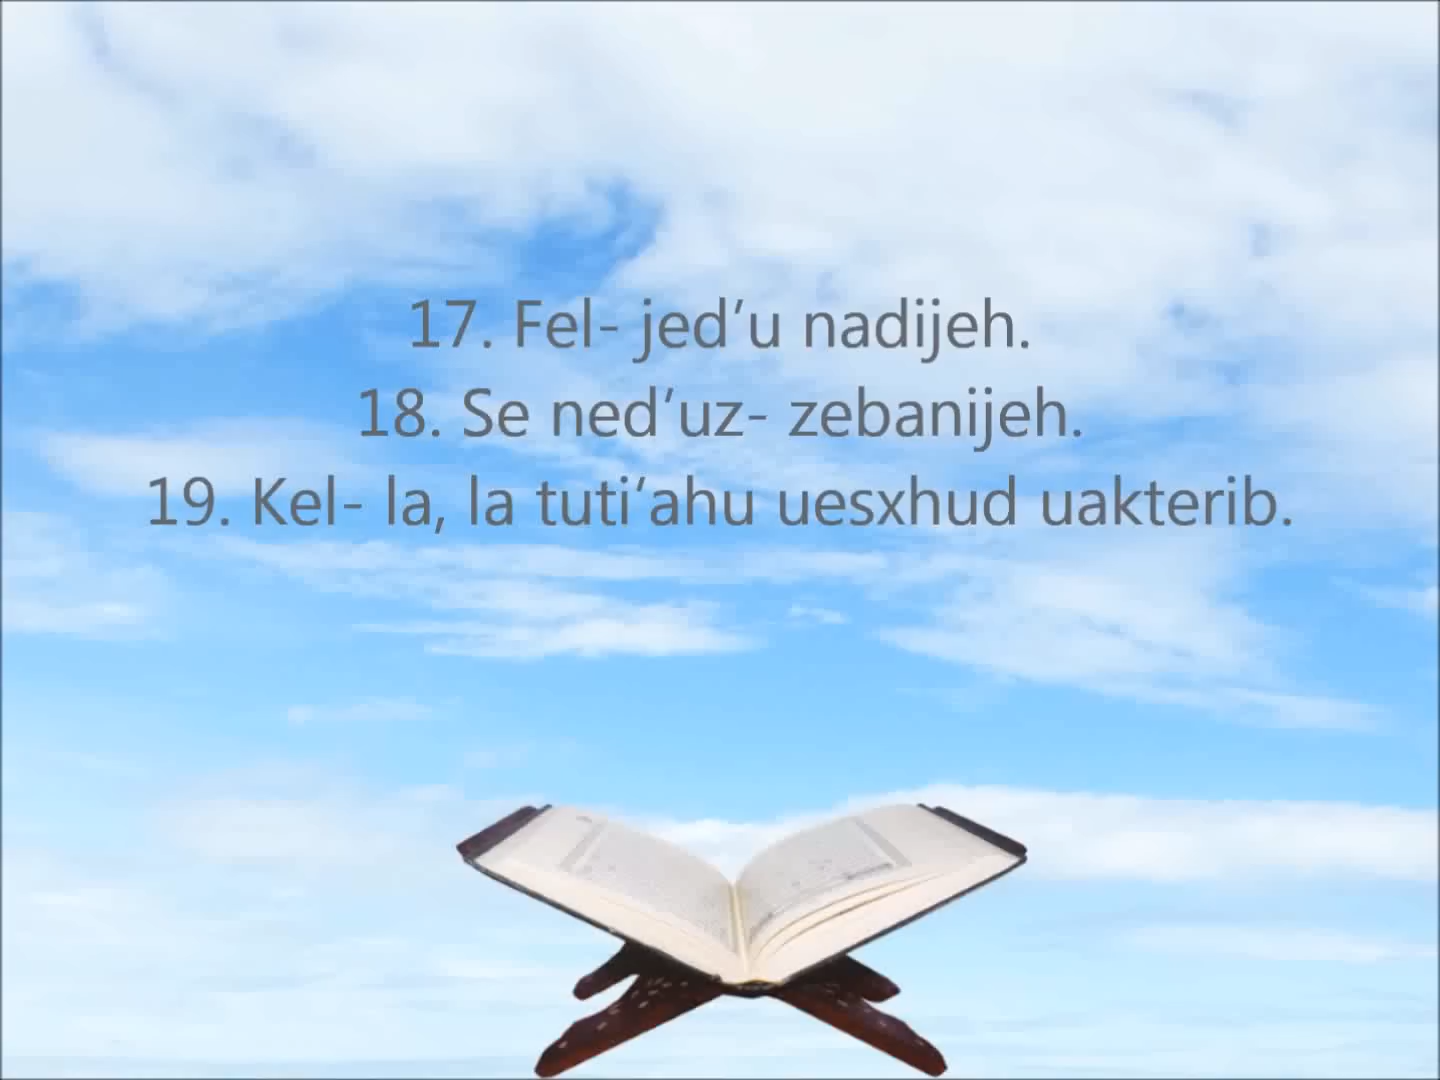 17. Fel- jed’u nadijeh.
18. Se ned’uz- zebanijeh.
19. Kel- la, la tuti’ahu uesxhud uakterib.